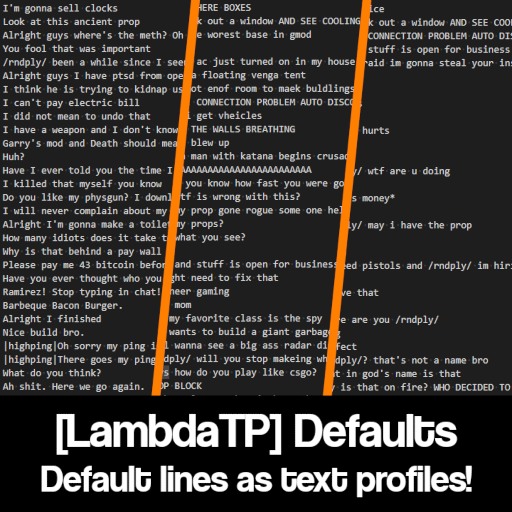 I'm gonna sell clocks
Look at this ancient prop
Alright guys where's the meth? Oh
You fool that was important
/rndply/ been a while since I see
Alright guys I have ptsd from ope
I think he is trying to kidnap us
I can't pay electric bill
I did not mean to undo that
I have a weapon and I don't know
Garry's mod and Death should mea
Huh?
Have I ever told you the time I
I killed that myself you know
Do you like my physgun? I downl
I will never complain about my
Alright I'm gonna make a toilet
How many idiots does it take t
Why is that behind a pay wall
Please pay me 43 bitcoin befor
Have you ever thought who you
Ramirez! Stop typing in chat!
Barbeque Bacon Burger.
Alright I finished
Nice build bro.
|highping|Oh sorry my ping i
|highping|There goes my ping
What do you think?
Ah shit. Here we go again.
HERE BOXES
k out a window AND SEE COOLING
e worest base in gmod
ac just turned on in my house
a floating venga tent
ot enof room to maek buldlings
CONNECTION PROBLEM AUTO DISCO
i get vheicles
THE WALLS BREATHING
blew up
man with katana begins crusad
AAAAAAAAAAAAAAAAAAAAAAA
you know how fast you were go
tf is wrong with this?
y prop gone rogue some one hel
my props?
what you see?
and stuff is open for business
ght need to fix that
neer gaming
mom
my favorite class is the spy
wants to build a giant garbage
l wanna see a big ass radar di
dply/ will you stop makeing wh
s how do you play like csgo?
OP BLOCK
ice
k out a window AND SEE COO
CONNECTION PROBLEM AUTO DIS
stuff is open for business
raid im gonna steal your ins
hurts
y/ wtf are u doing
s money*
ly/ may i have the prop
eed pistols and /rndply/ im hiri
ve that
re are you /rndply/
fect
dply/? that's not a name bro
t in god's name is that
y is that on fire? WHO DECIDED TO
[LambdaTP] Defaults
Default lines as text profiles!